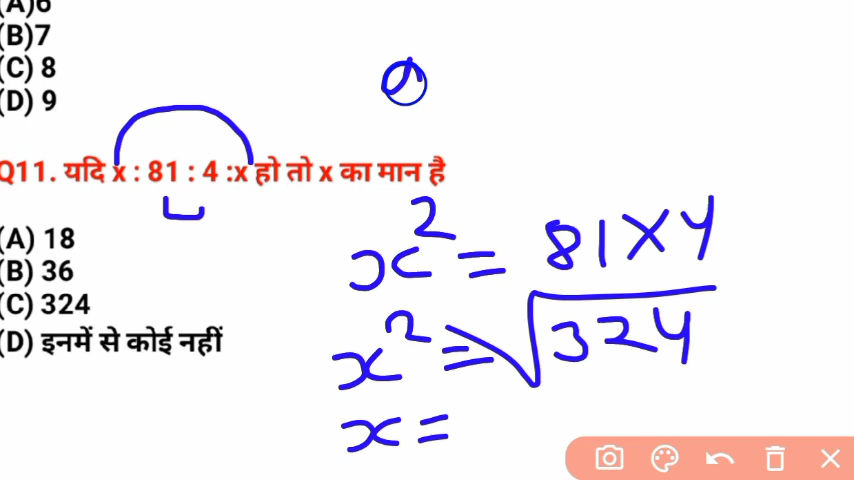 (A)6
(B)7
(C) 8
(D) 9
Q11. यदि x : 81 : 4 :x हो तो x का मान है
(A) 18
(B) 36
(C) 324
(D) इनमें से कोई नहीं
x² = 81 × 4
x² = √324
x =